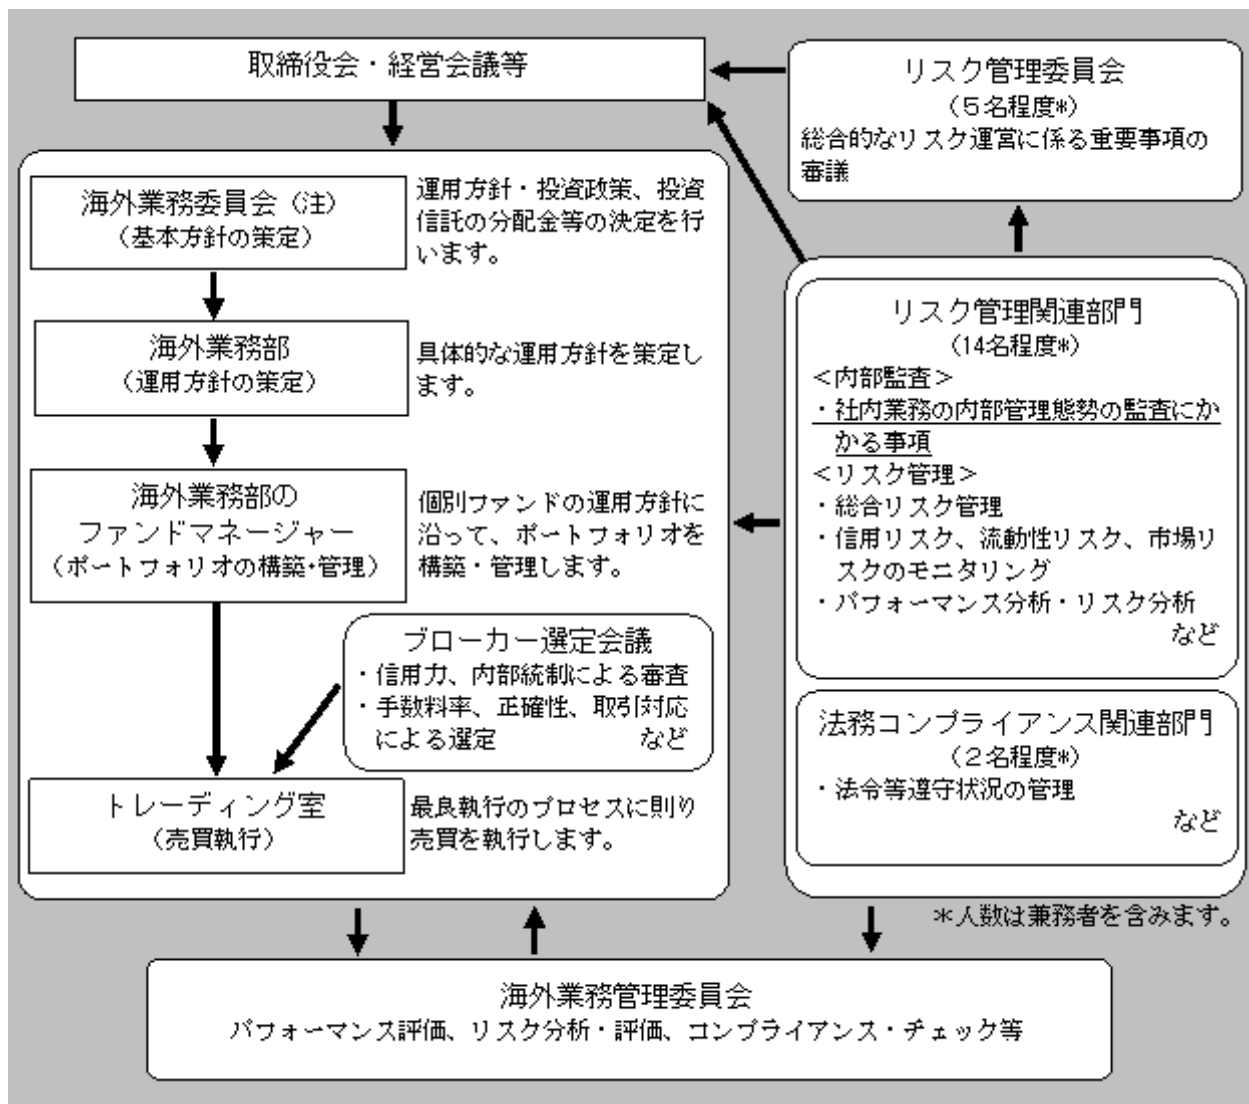 取締役会・経営会議等
リスク管理委員会
(5名程度*)
総合的なリスク運営に係る重要事項の
審議
海外業務委員会(注)
(基本方針の策定)
運用方針・投資政策、投資
信託の分配金等の決定を行
います。
海外業務部
(運用方針の策定)
具体的な運用方針を策定し
ます。
海外業務部の
ファンドマネージャー
(ポートフォリオの構築・管理)
個別ファンドの運用方針に
沿って、ポートフォリオを
構築・管理します。
ブローカー選定会議
・信用力、内部統制による審査
・手数料率、正確性、取引対応
による選定 など
トレーディング室
(売買執行)
最良執行のプロセスに則り
売買を執行します。
リスク管理関連部門
(14名程度*)
<内部監査>
・社内業務の内部管理態勢の監査にか
かる事項
<リスク管理>
・総合リスク管理
・信用リスク、流動性リスク、市場リ
スクのモニタリング
・パフォーマンス分析・リスク分析
など
法務コンプライアンス関連部門
(2名程度*)
・法令等遵守状況の管理
など
*人数は兼務者を含みます。
海外業務管理委員会
パフォーマンス評価、リスク分析・評価、コンプライアンス・チェック等